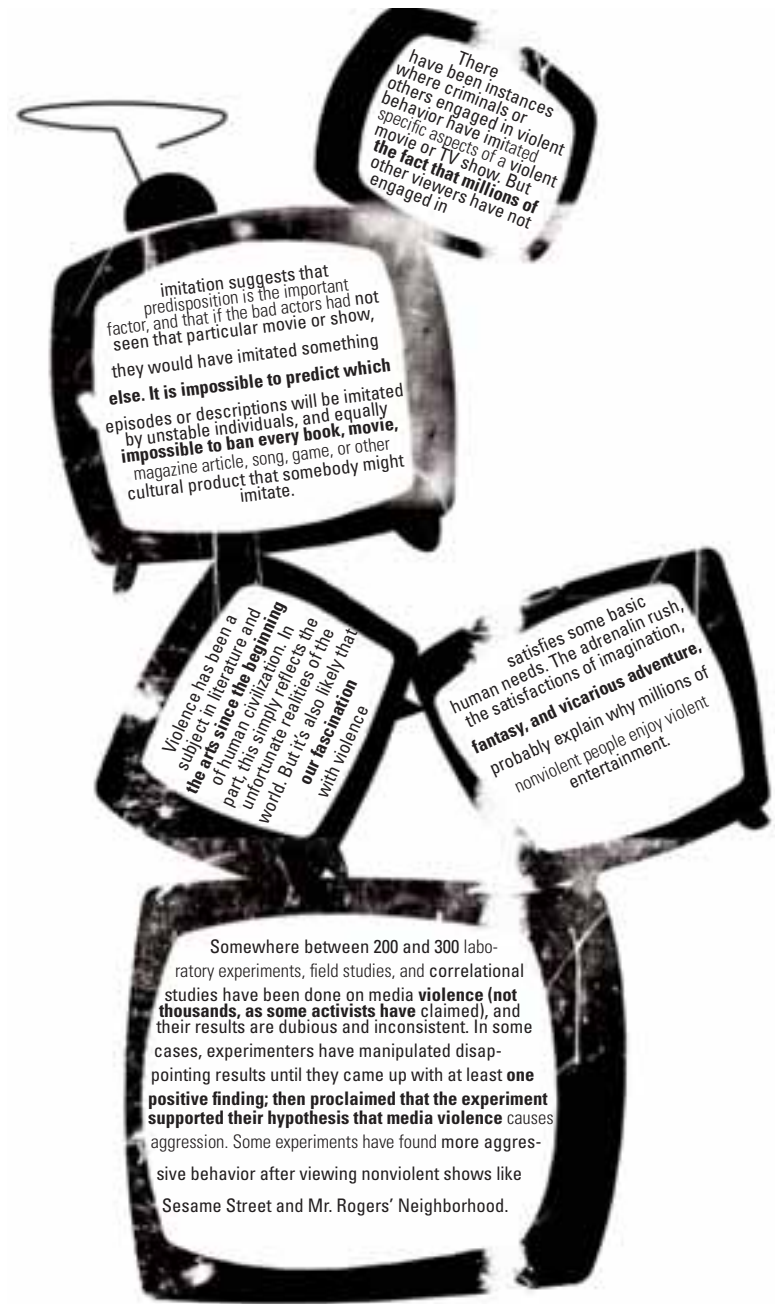 There
have been instances
where criminals or
others engaged in violent
behavior have imitated
specific aspects of a violent
movie or TV show. But
the fact that millions of
other viewers have not
engaged in
imitation suggests that
predisposition is the important
factor, and that if the bad actors had not
seen that particular movie or show,
they would have imitated something
else. It is impossible to predict which
episodes or descriptions will be imitated
by unstable individuals, and equally
impossible to ban every book, movie,
magazine article, song, game, or other
cultural product that somebody might
imitate.
Violence has been a
subject in literature and
the arts since the beginning
of human civilization. In
part, this simply reflects the
unfortunate realities of the
world. But it's also likely that
our fascination
with violence
satisfies some basic
human needs. The adrenalin rush,
the satisfactions of imagination,
fantasy, and vicarious adventure,
probably explain why millions of
nonviolent people enjoy violent
entertainment.
Somewhere between 200 and 300 labo-
ratory experiments, field studies, and correlational
studies have been done on media violence (not
thousands, as some activists have claimed), and
their results are dubious and inconsistent. In some
cases, experimenters have manipulated disap-
pointing results until they came up with at least one
positive finding; then proclaimed that the experiment
supported their hypothesis that media violence causes
aggression. Some experiments have found more aggres-
sive behavior after viewing nonviolent shows like
Sesame Street and Mr. Rogers' Neighborhood.